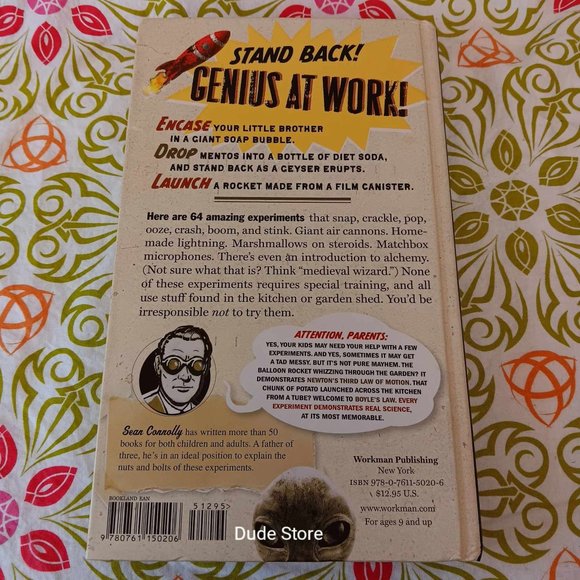 STAND BACK!
GENIUS AT WORK!
ENCASE YOUR LITTLE BROTHER
IN A GIANT SOAP BUBBLE.
DROP MENTOS INTO A BOTTLE OF DIET SODA,
AND STAND BACK AS A GEYSER ERUPTS.
LAUNCH A ROCKET MADE FROM A FILM CANISTER.
Here are 64 amazing experiments that snap, crackle, pop,
ooze, crash, boom, and stink. Giant air cannons. Home-
made lightning. Marshmallows on steroids. Matchbox
microphones. There's even an introduction to alchemy.
(Not sure what that is? Think "medieval wizard.") None
of these experiments requires special training, and all
use stuff found in the kitchen or garden shed. You'd be
irresponsible not to try them.
ATTENTION, PARENTS:
YES, YOUR KIDS MAY NEED YOUR HELP WITH A FEW
EXPERIMENTS. AND YES, SOMETIMES IT MAY GET
A TAD MESSY. BUT IT'S NOT PURE MAYHEM. THE
BALLOON ROCKET WHIZZING THROUGH THE GARDEN? IT
DEMONSTRATES NEWTON'S THIRD LAW OF MOTION. THAT
CHUNK OF POTATO LAUNCHED ACROSS THE KITCHEN
FROM A TUBE? WELCOME TO BOYLE'S LAW. EVERY
EXPERIMENT DEMONSTRATES REAL SCIENCE,
AT ITS MOST MEMORABLE.
Sean Connolly has written more than 50
books for both children and adults. A father of
three, he's in an ideal position to explain the
nuts and bolts of these experiments.
Workman Publishing
New York
ISBN 978-0-7611-5020-6
$12.95 U.S.
www.workman.com
For ages 9 and up
BOOKLAND EAN
51295>
9 780761 150206
Dude Store